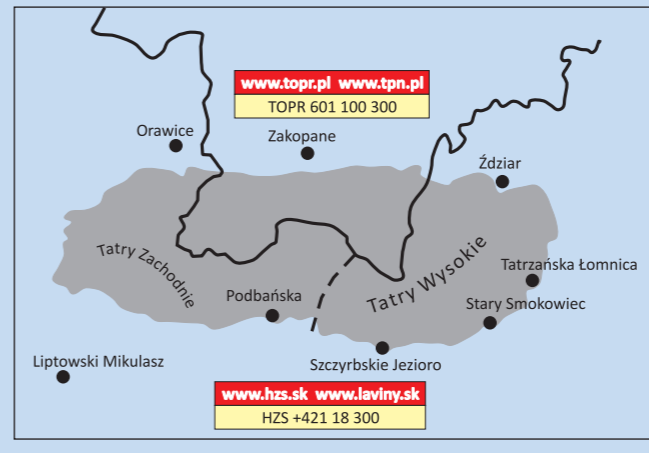 www.topr.pl www.tpn.pl
TOPR 601 100 300
Orawice
Zakopane
Ździar
Tatry Zachodnie
Tatry Wysokie
Tatrzańska Łomnica
Podbańska
Stary Smokowiec
Liptowski Mikulasz
Szczyrbskie Jezioro
www.hzs.sk www.laviny.sk
HZS +421 18 300